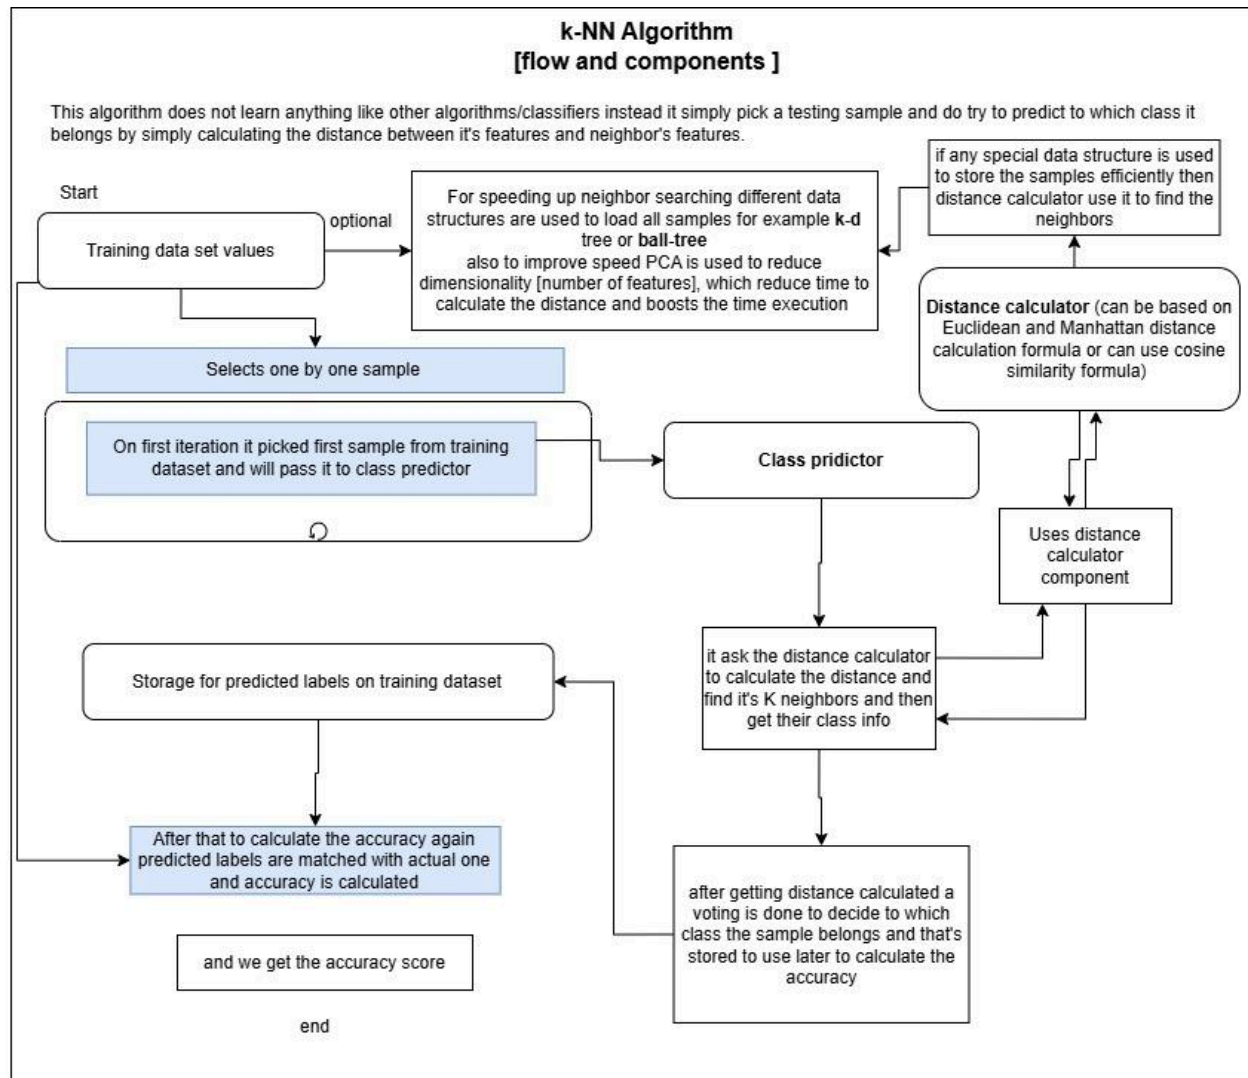 k-NN Algorithm
[flow and components ]
This algorithm does not learn anything like other algorithms/classifiers instead it simply pick a testing sample and do try to predict to which class it
belongs by simply calculating the distance between it's features and neighbor's features.
Start
Training data set values
optional
For speeding up neighbor searching different data
structures are used to load all samples for example k-d
tree or ball-tree
also to improve speed PCA is used to reduce
dimensionality [number of features], which reduce time to
calculate the distance and boosts the time execution
if any special data structure is used
to store the samples efficiently then
distance calculator use it to find the
neighbors
Distance calculator (can be based on
Euclidean and Manhattan distance
calculation formula or can use cosine
similarity formula)
Selects one by one sample
On first iteration it picked first sample from training
dataset and will pass it to class predictor
Class pridictor
Uses distance
calculator
component
it ask the distance calculator
to calculate the distance and
find it's K neighbors and then
get their class info
Storage for predicted labels on training dataset
After that to calculate the accuracy again
predicted labels are matched with actual one
and accuracy is calculated
after getting distance calculated a
voting is done to decide to which
class the sample belongs and that's
stored to use later to calculate the
accuracy
and we get the accuracy score
end